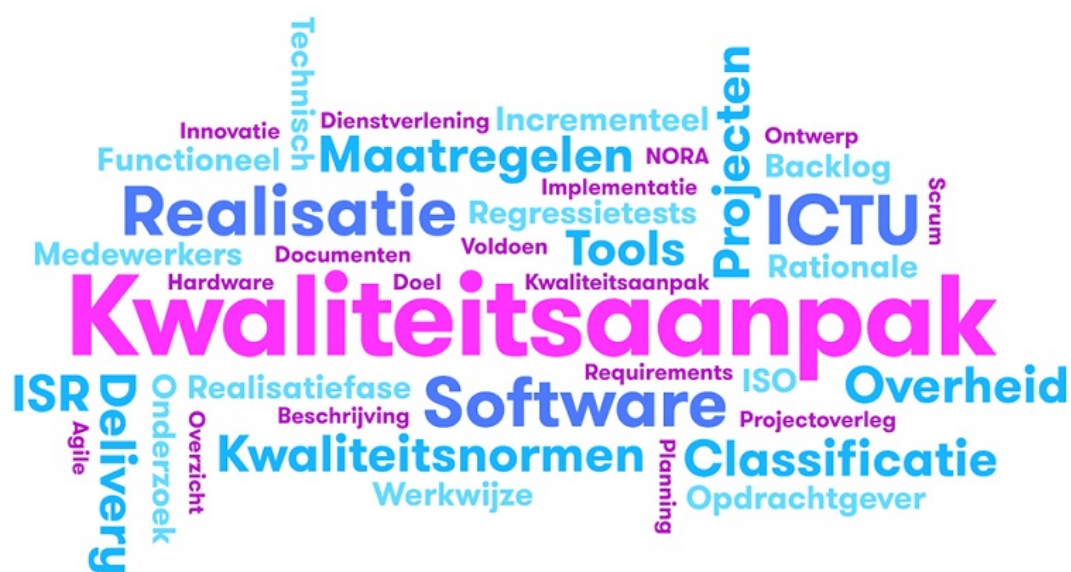 Technisch
Projecten
Innovatie
Dienstverlening
Incrementeel
Ontwerp
Functioneel
Maatregelen
NORA
Backlog
Implementatie
Scrum
Realisatie
Regressietests
ICTU
Medewerkers
Documenten
Voldoen
Tools
Rationale
Hardware
Doel
Kwaliteitsaanpak
Kwaliteitsaanpak
ISR
Delivery
Onderzoek
Realisatiefase
Requirements
ISO
Overheid
Software
Beschrijving
Projectoverleg
Agile
Overzicht
Kwaliteitsnormen
Planning
Classificatie
Werkwijze
Opdrachtgever